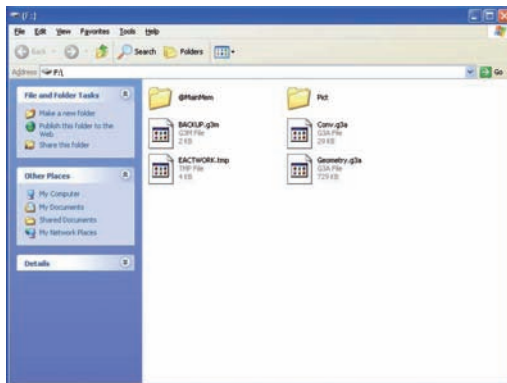 (F:)
File Edit View Favorites Tools Help
Back Search Folders
Address F:\ Go
File and Folder Tasks
Make a new folder
Publish this folder to the
Web
Share this folder
Other Places
My Computer
My Documents
Shared Documents
My Network Places
Details
@MainMem
Pict
BACKUP.g3m
G3M File
2 KB
Conv.g3a
G3A File
29 KB
EACTWORK.tmp
TMP File
4 KB
Geometry.g3a
G3A File
729 KB